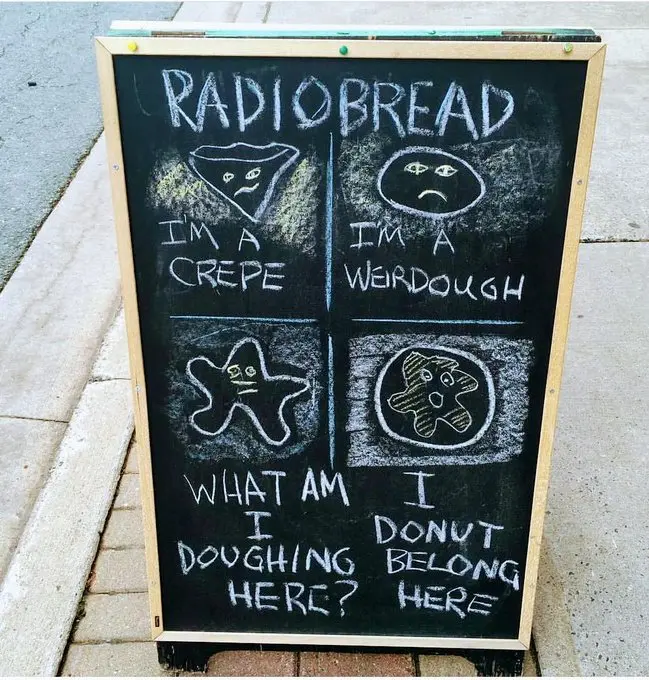 RADIOBREAD
I'M A
CREPE
I'M A
WEIRDOUGH
WHAT AM
I
DOUGHING
HERE?
I
DONUT
BELONG
HERE